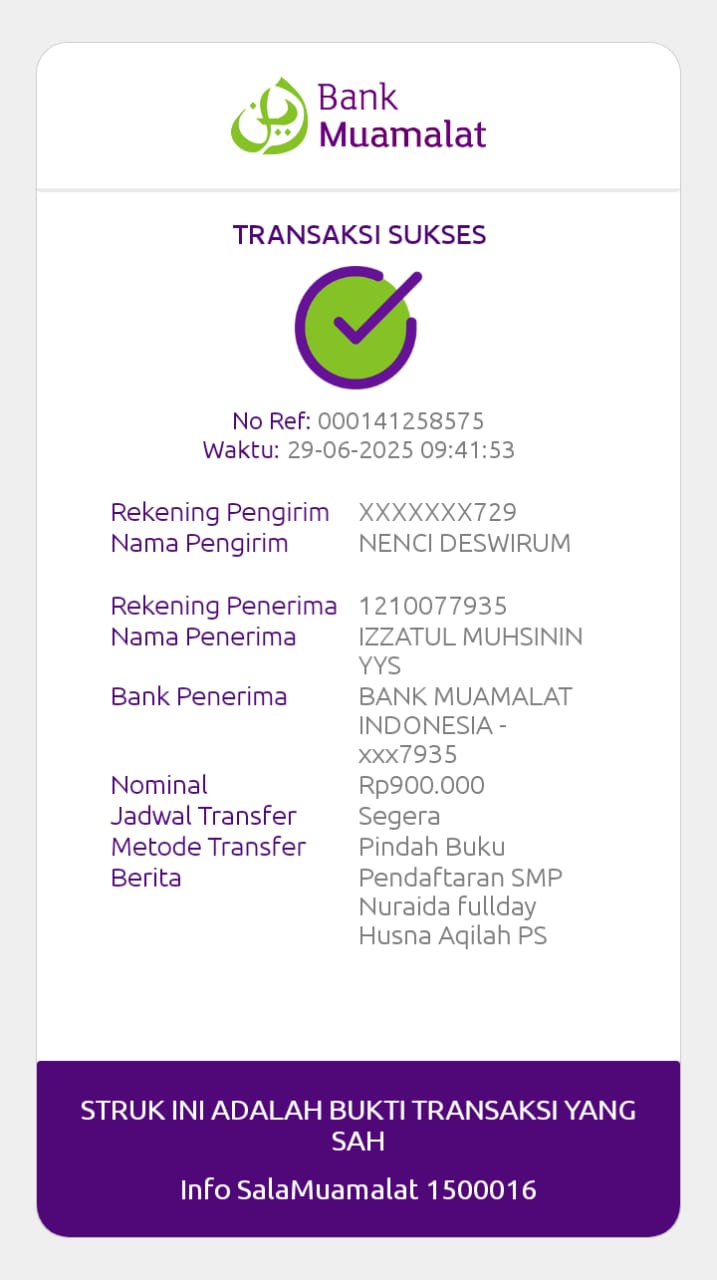 Bank
Muamalat
TRANSAKSI SUKSES
No Ref: 000141258575
Waktu: 29-06-2025 09:41:53
Rekening Pengirim XXXXXXX729
Nama Pengirim NENCI DESWIRUM
Rekening Penerima 1210077935
Nama Penerima IZZATUL MUHSININ
YYS
Bank Penerima BANK MUAMALAT
INDONESIA -
xxx7935
Nominal Rp900.000
Jadwal Transfer Segera
Metode Transfer Pindah Buku
Berita Pendaftaran SMP
Nuraida fullday
Husna Aqilah PS
STRUK INI ADALAH BUKTI TRANSAKSI YANG
SAH
Info SalaMuamalat 1500016